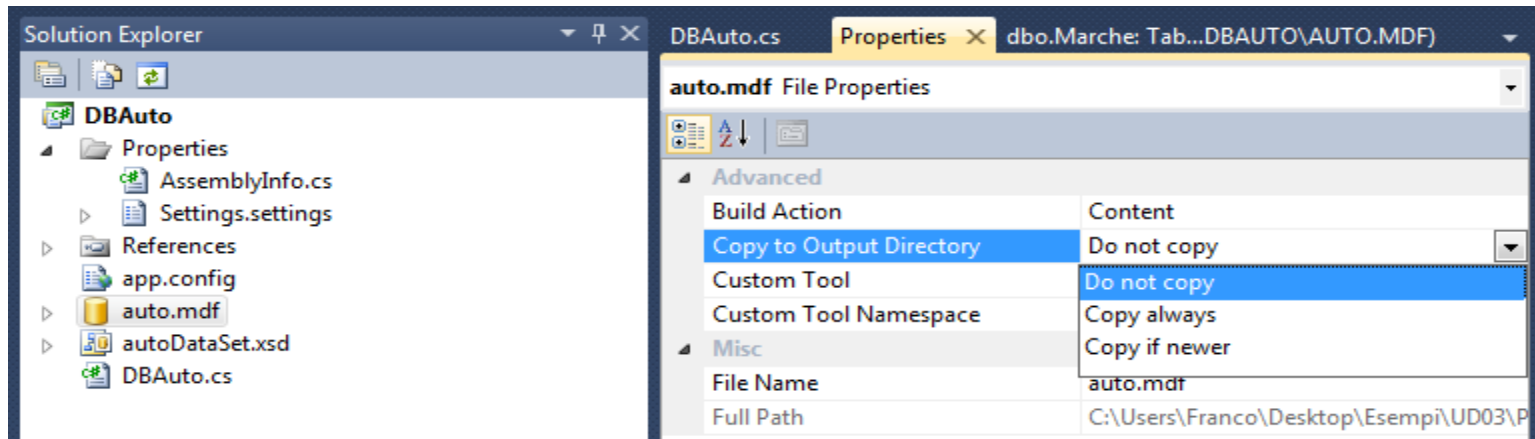 Solution Explorer
DBAuto
Properties
AssemblyInfo.cs
Settings.settings
References
app.config
auto.mdf
autoDataSet.xsd
DBAuto.cs
DBAuto.cs Properties dbo.Marche: Tab...DBAUTO\AUTO.MDF)
auto.mdf File Properties
Advanced
Build Action Content
Copy to Output Directory Do not copy
Custom Tool Do not copy
Custom Tool Namespace Copy always
Misc Copy if newer
File Name auto.mdf
Full Path C:\Users\Franco\Desktop\Esempi\UD03\P